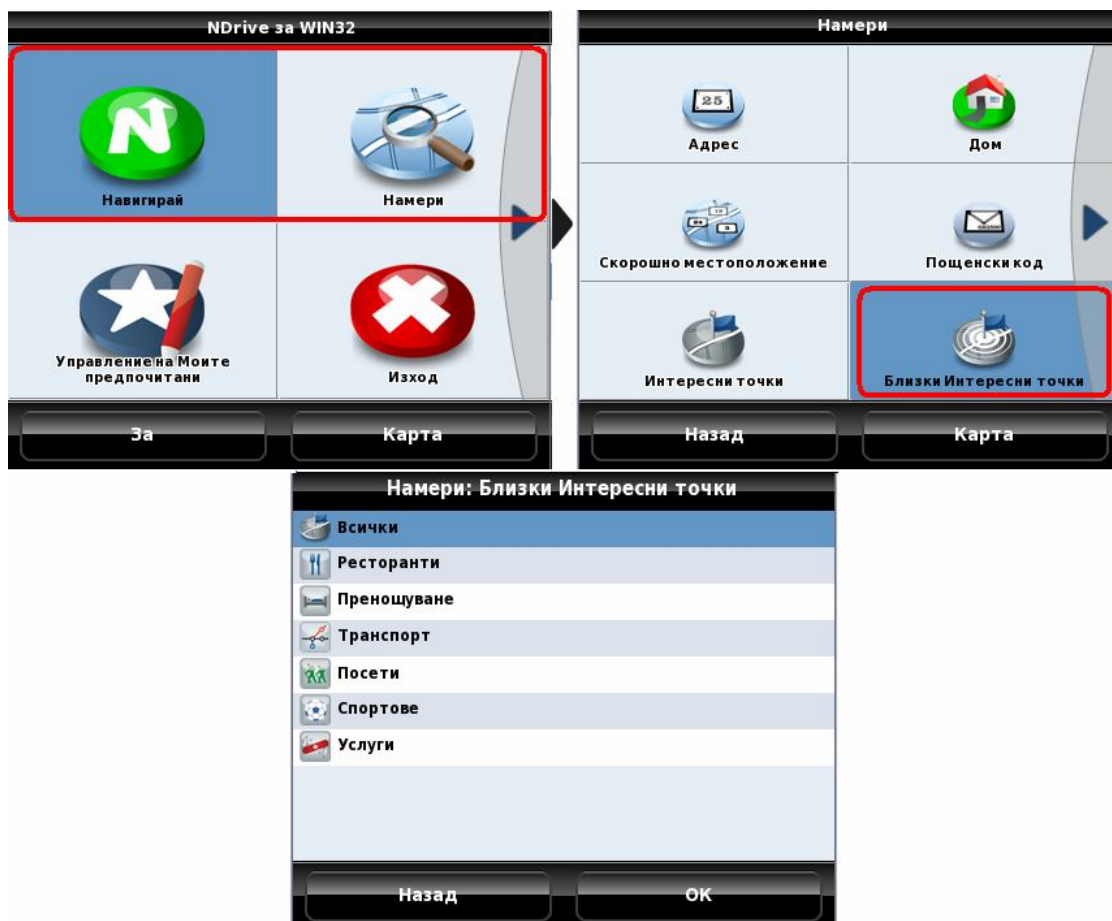 NDrive за WIN32
Навигирай
Намери
Управление на Моите
предпочитани
Изход
За
Карта
Намери
25
Адрес
Дом
Скорошно местоположение
Пощенски код
Интересни точки
Близки Интересни точки
Назад
Карта
Намери: Близки Интересни точки
Всички
Ресторанти
Пренощуване
Транспорт
Посети
Спортове
Услуги
Назад
OK